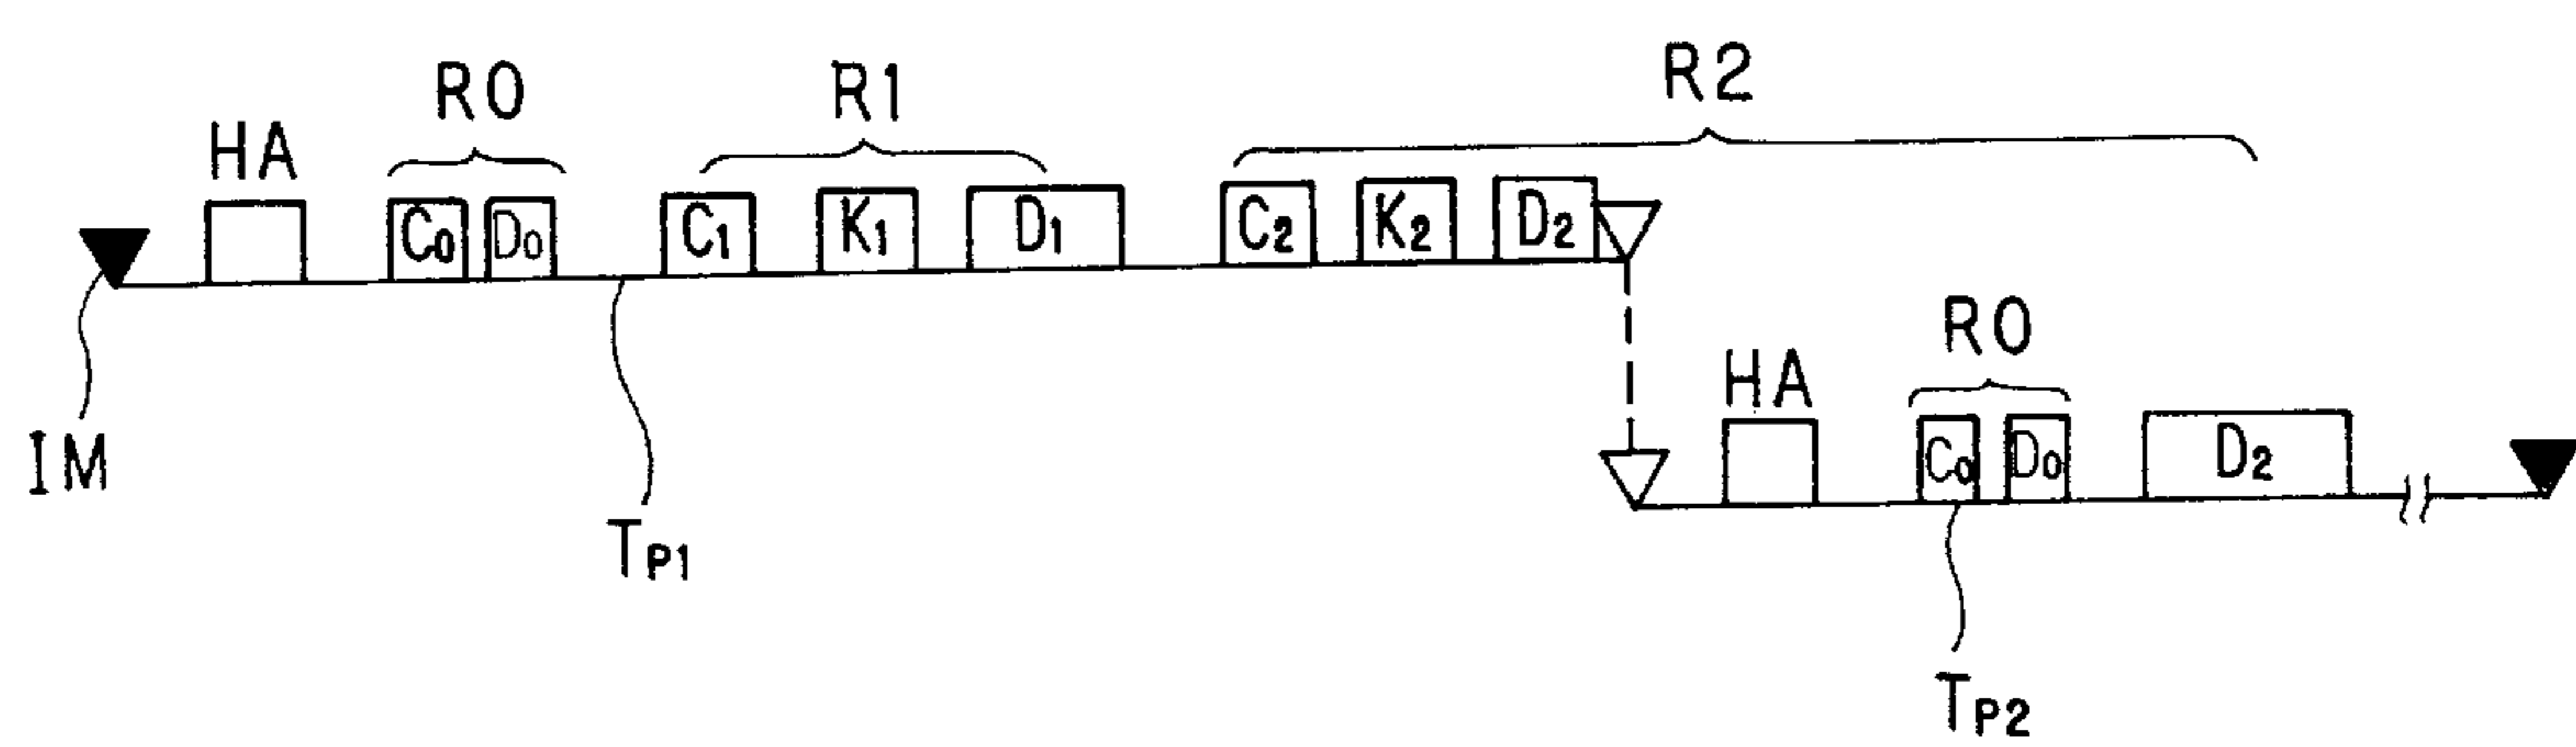 R0 R1 R2
HA
C0 D0 C1 K1 D1 C2 K2 D2
R0
HA
C0 D0 D2
IM
TP1
TP2